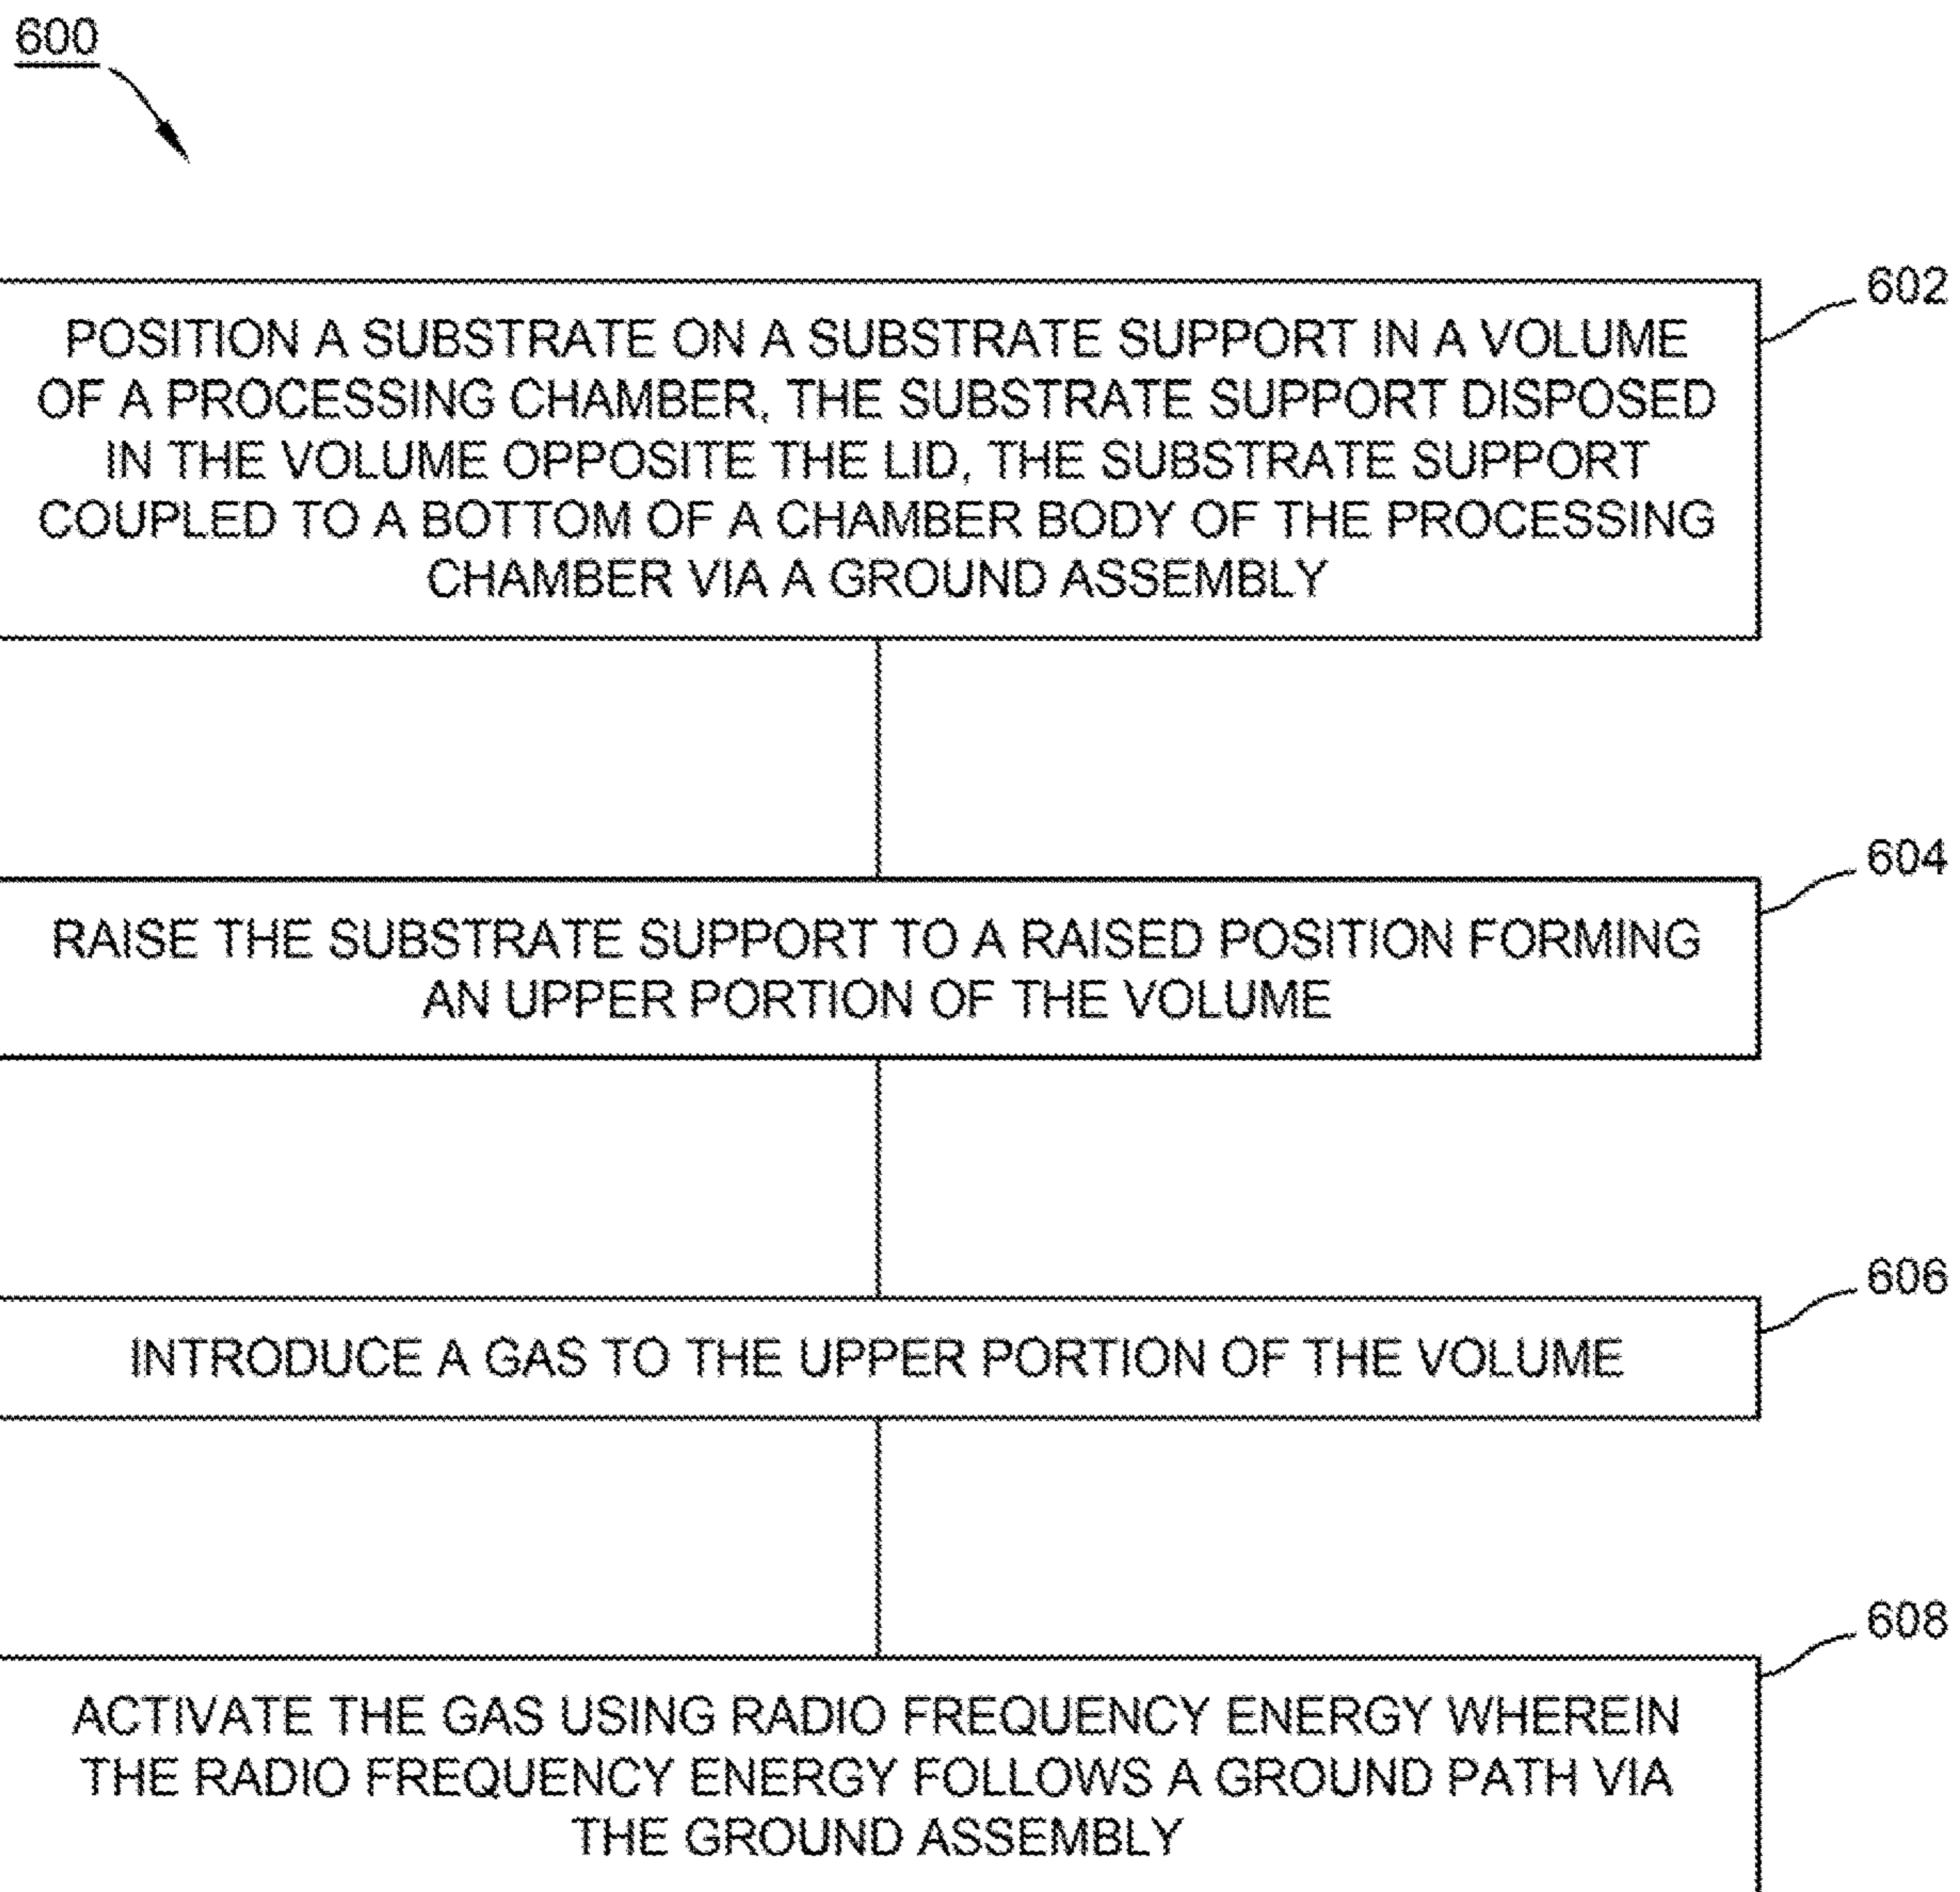 600
602
POSITION A SUBSTRATE ON A SUBSTRATE SUPPORT IN A VOLUME
OF A PROCESSING CHAMBER, THE SUBSTRATE SUPPORT DISPOSED
IN THE VOLUME OPPOSITE THE LID, THE SUBSTRATE SUPPORT
COUPLED TO A BOTTOM OF A CHAMBER BODY OF THE PROCESSING
CHAMBER VIA A GROUND ASSEMBLY
604
RAISE THE SUBSTRATE SUPPORT TO A RAISED POSITION FORMING
AN UPPER PORTION OF THE VOLUME
606
INTRODUCE A GAS TO THE UPPER PORTION OF THE VOLUME
608
ACTIVATE THE GAS USING RADIO FREQUENCY ENERGY WHEREIN
THE RADIO FREQUENCY ENERGY FOLLOWS A GROUND PATH VIA
THE GROUND ASSEMBLY